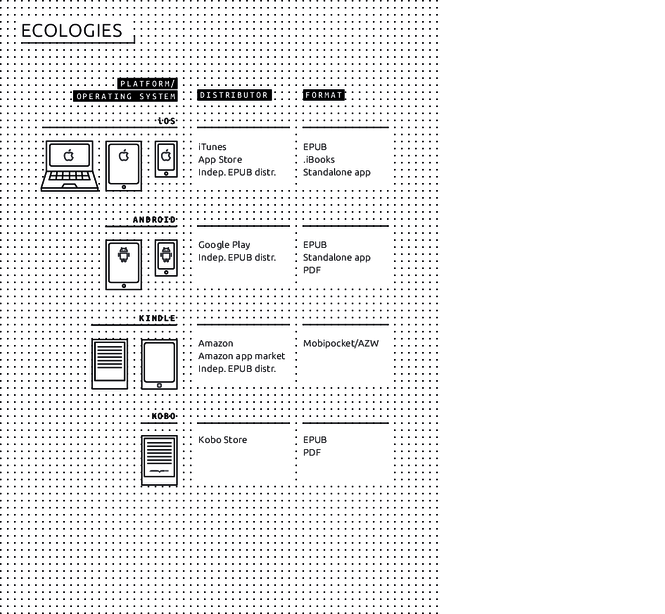 ECOLOGIES
PLATFORM/
OPERATING SYSTEM
DISTRIBUTOR
FORMAT
iOS
iTunes
App Store
Indep. EPUB distr.
EPUB
.iBooks
Standalone app
ANDROID
Google Play
Indep. EPUB distr.
EPUB
Standalone app
PDF
KINDLE
Amazon
Amazon app market
Indep. EPUB distr.
Mobipocket/AZW
KOBO
Kobo Store
EPUB
PDF